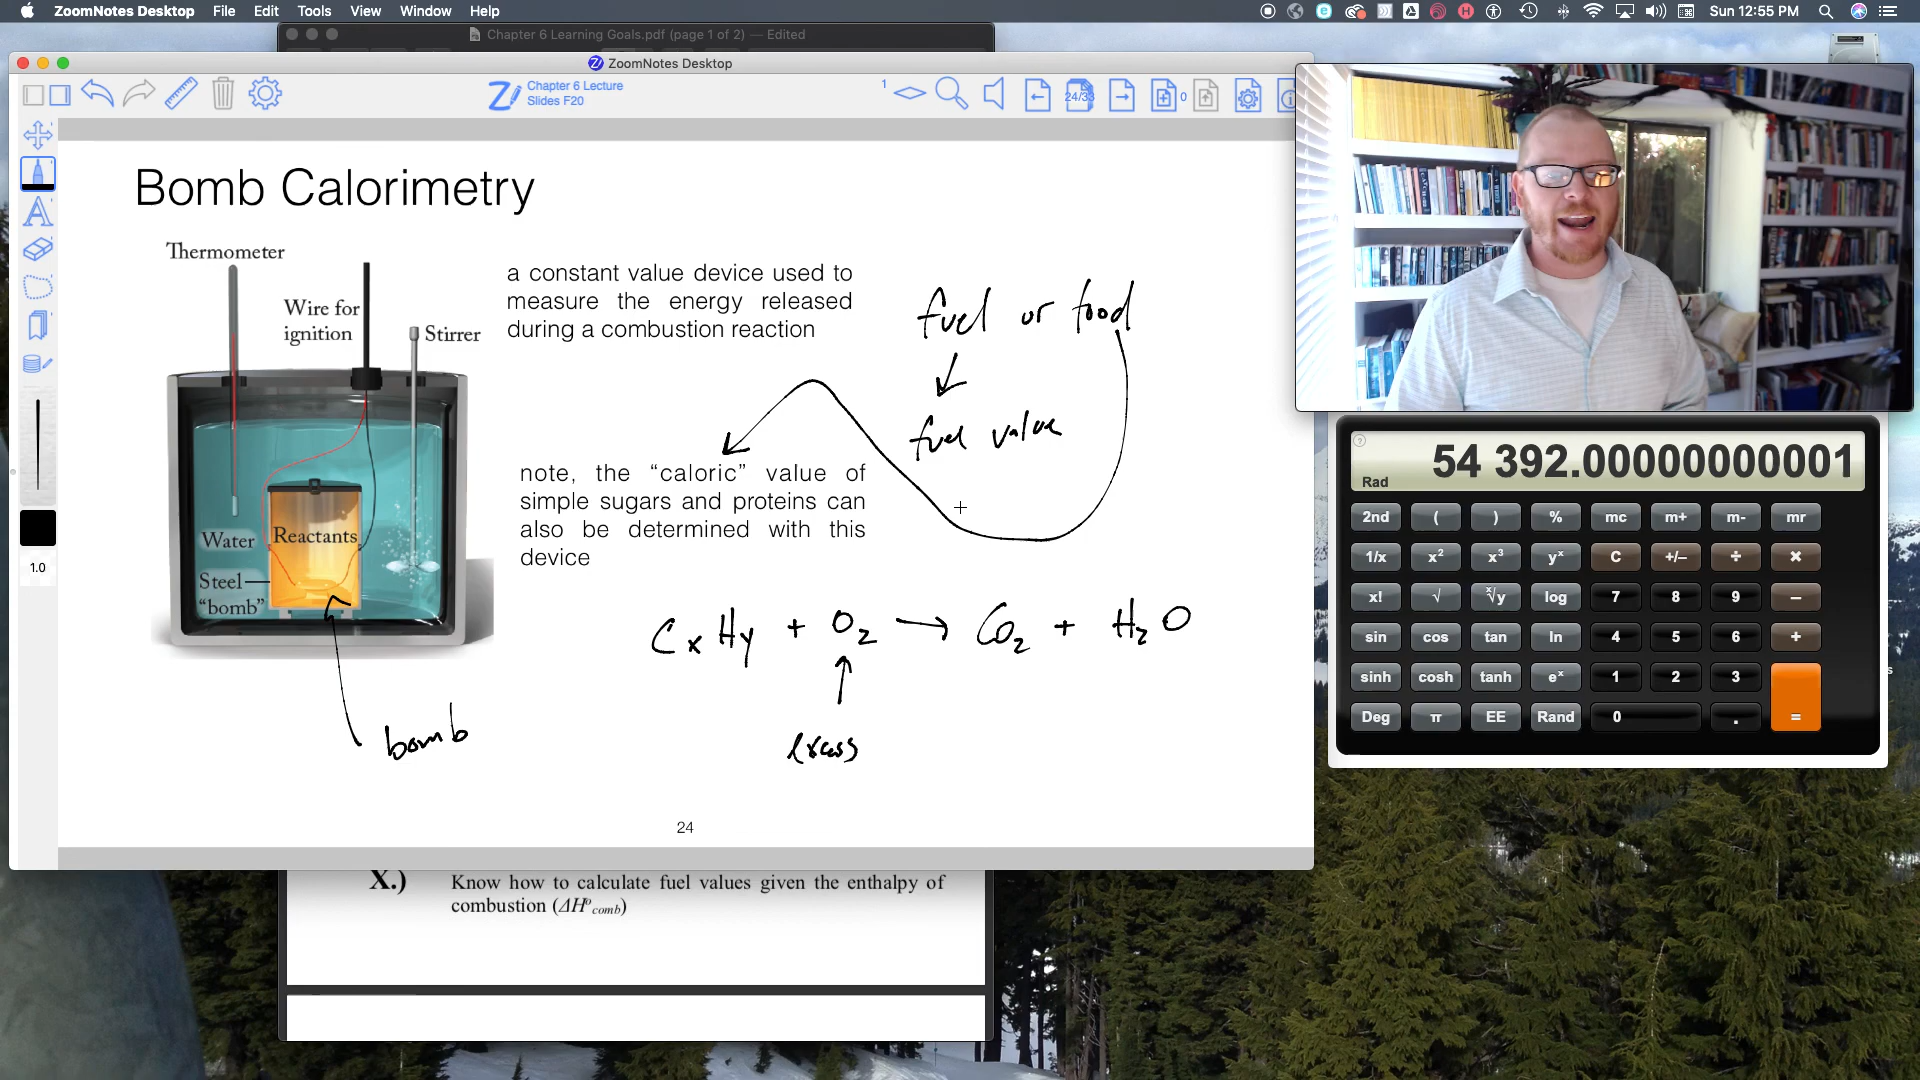 ZoomNotes Desktop File Edit Tools View Window Help
Sun 12:55 PM
Chapter 6 Learning Goals.pdf (page 1 of 2) — Edited
ZoomNotes Desktop
Chapter 6 Lecture
Slides F20
1
24/33
0
1.0
Bomb Calorimetry
Thermometer
Wire for
ignition
Stirrer
Water
Reactants
Steel
"bomb"
bomb
a constant value device used to
measure the energy released
during a combustion reaction
fuel or food
fuel value
note, the “caloric” value of
simple sugars and proteins can
also be determined with this
device
CxHy + O2 → CO2 + H2O
excess
24
X.) Know how to calculate fuel values given the enthalpy of
combustion (ΔH°comb)
?
Rad
54 392.00000000001
2nd ( ) % mc m+ m- mr
1/x x² x³ yˣ C +/− ÷ ×
x! √ ˣ√y log 7 8 9 −
sin cos tan ln 4 5 6 +
sinh cosh tanh eˣ 1 2 3
Deg π EE Rand 0 . =